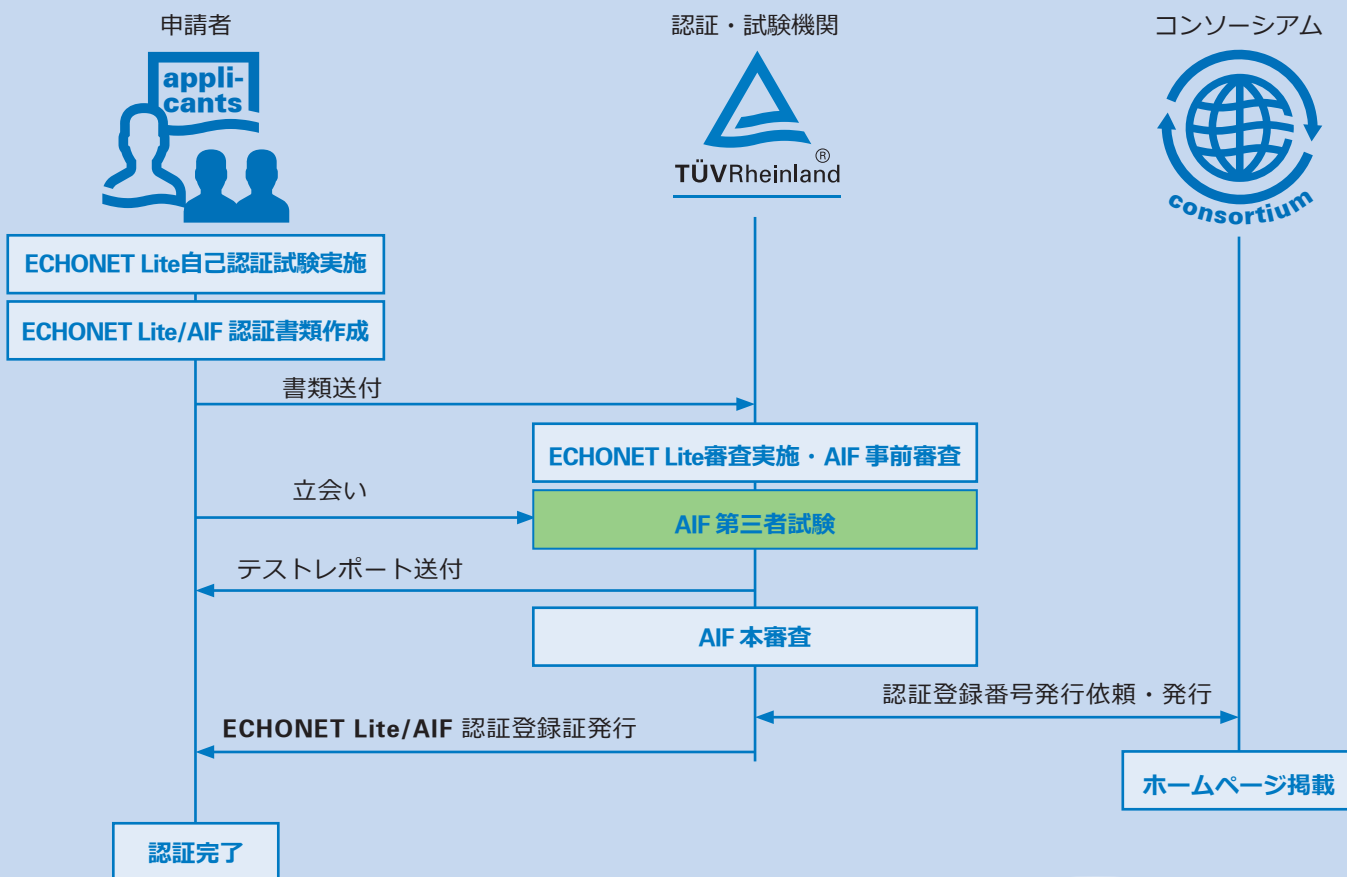 申請者
認証・試験機関
コンソーシアム
appli-
cants
TÜVRheinland®
consortium
ECHONET Lite自己認証試験実施
ECHONET Lite/AIF 認証書類作成
書類送付
ECHONET Lite審査実施・AIF 事前審査
立会い
AIF 第三者試験
テストレポート送付
AIF 本審査
認証登録番号発行依頼・発行
ECHONET Lite/AIF 認証登録証発行
ホームページ掲載
認証完了